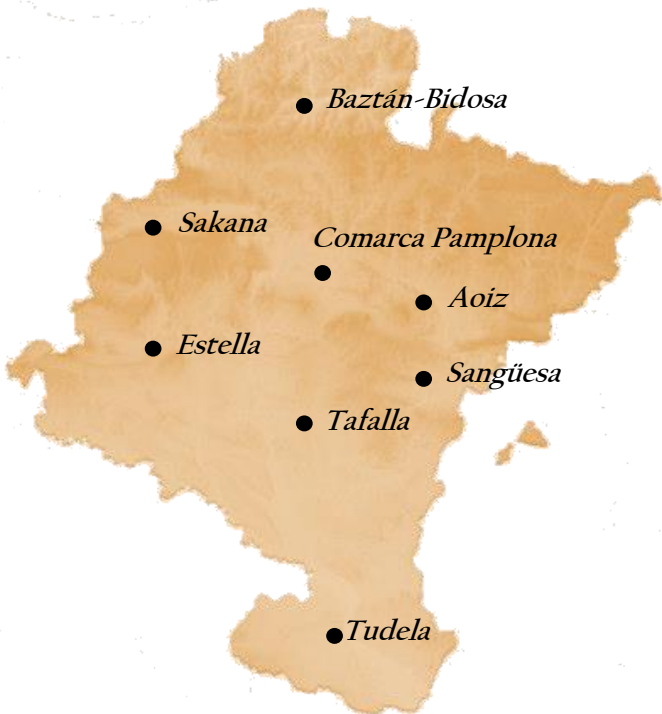 Baztán-Bidosa
Sakana
Comarca Pamplona
Aoiz
Estella
Sangüesa
Tafalla
Tudela